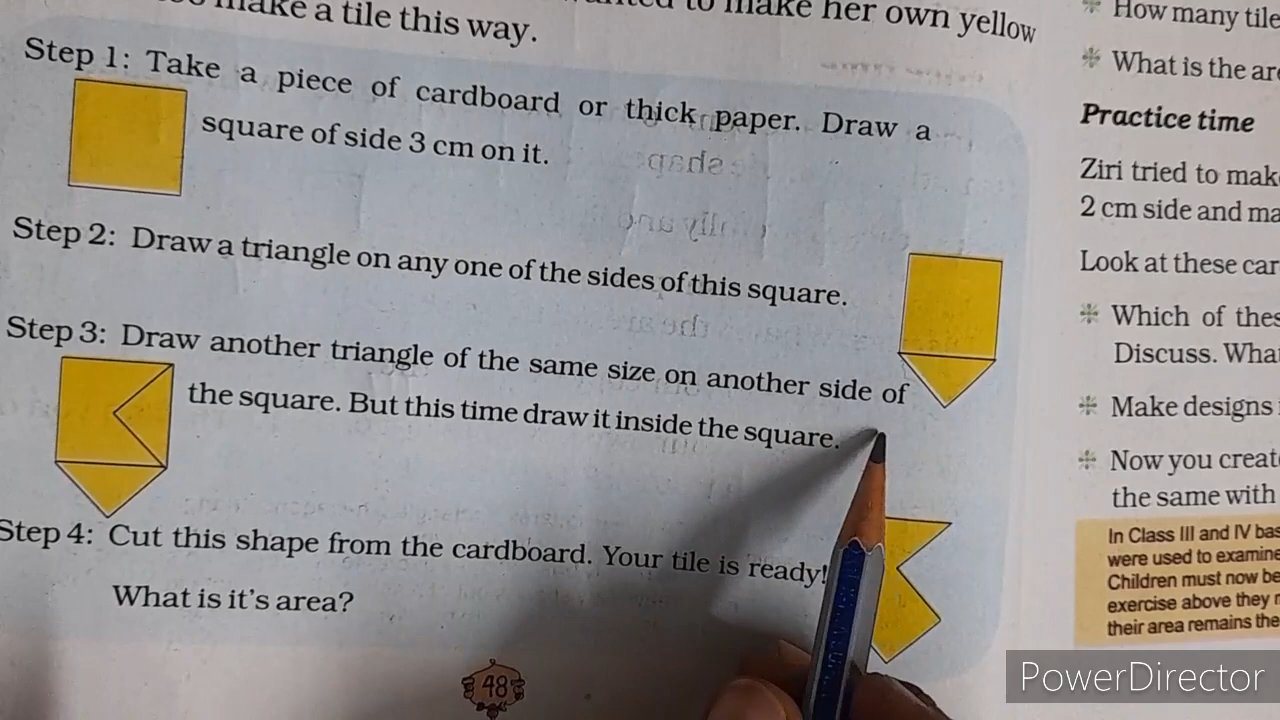 to make her own yellow
make a tile this way.
Step 1: Take a piece of cardboard or thick paper. Draw a
square of side 3 cm on it.
Step 2: Draw a triangle on any one of the sides of this square.
Step 3: Draw another triangle of the same size on another side of
the square. But this time draw it inside the square.
Step 4: Cut this shape from the cardboard. Your tile is ready!
What is it's area?
48
How many tile
What is the are
Practice time
Ziri tried to mak
2 cm side and ma
Look at these car
Which of thes
Discuss. What
Make designs
Now you creat
the same with
In Class III and IV bas
were used to examine
Children must now be
exercise above they
their area remains the
PowerDirector